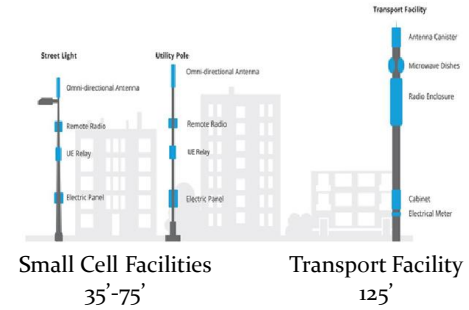 Transport Facility
Antenna Canister
Microwave Dishes
Radio Enclosure
Cabinet
Electrical Meter
Street Light
Omni-directional Antenna
Remote Radio
UE Relay
Electric Panel
Utility Pole
Omni-directional Antenna
Remote Radio
UE Relay
Electric Panel
Small Cell Facilities
35’-75’
Transport Facility
125’